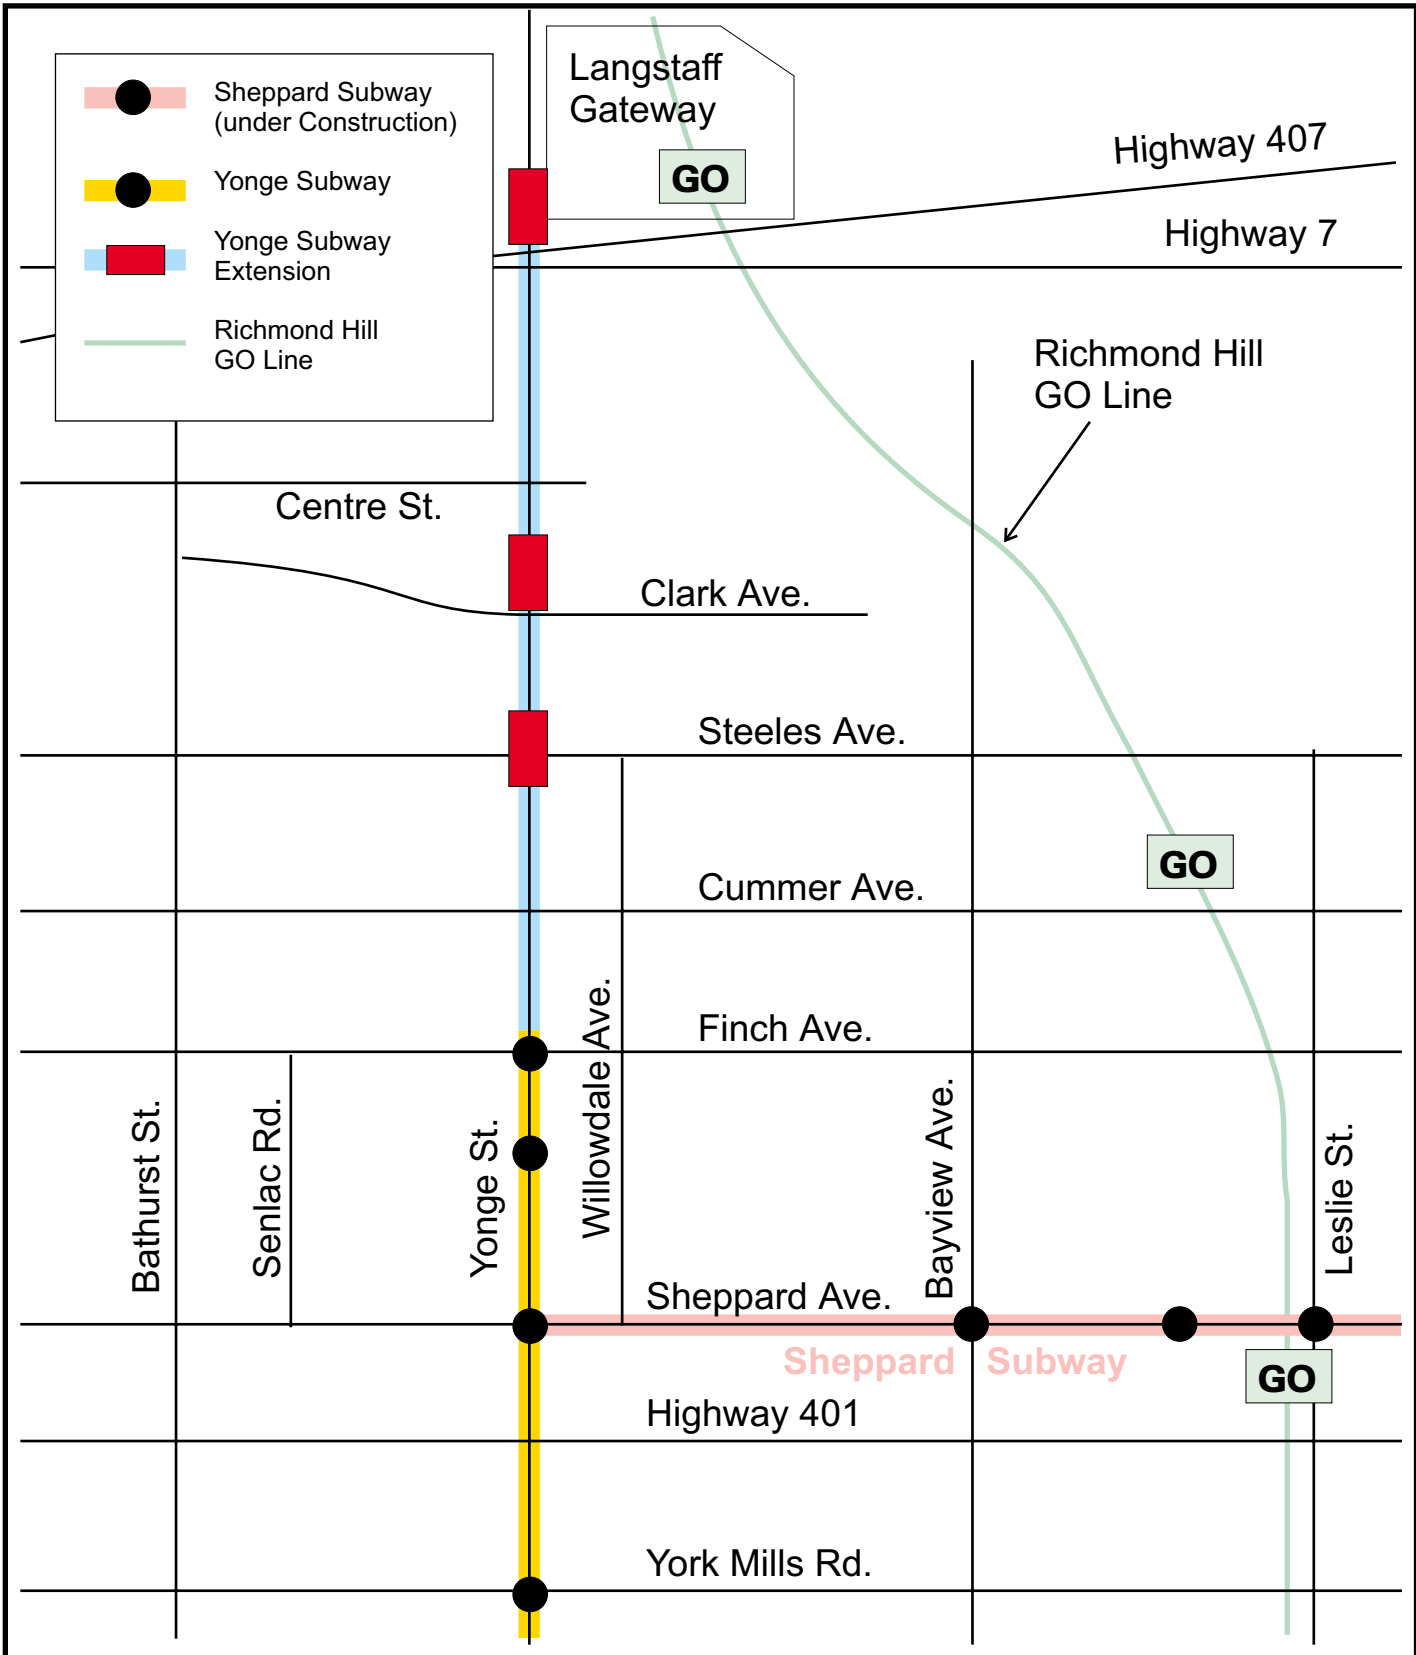 Sheppard Subway
(under Construction)
Yonge Subway
Yonge Subway
Extension
Richmond Hill
GO Line
Langstaff
Gateway
GO
Highway 407
Highway 7
Richmond Hill
GO Line
Centre St.
Clark Ave.
Steeles Ave.
GO
Cummer Ave.
Finch Ave.
Bathurst St.
Senlac Rd.
Yonge St.
Willowdale Ave.
Bayview Ave.
Leslie St.
Sheppard Ave.
Sheppard Subway
GO
Highway 401
York Mills Rd.